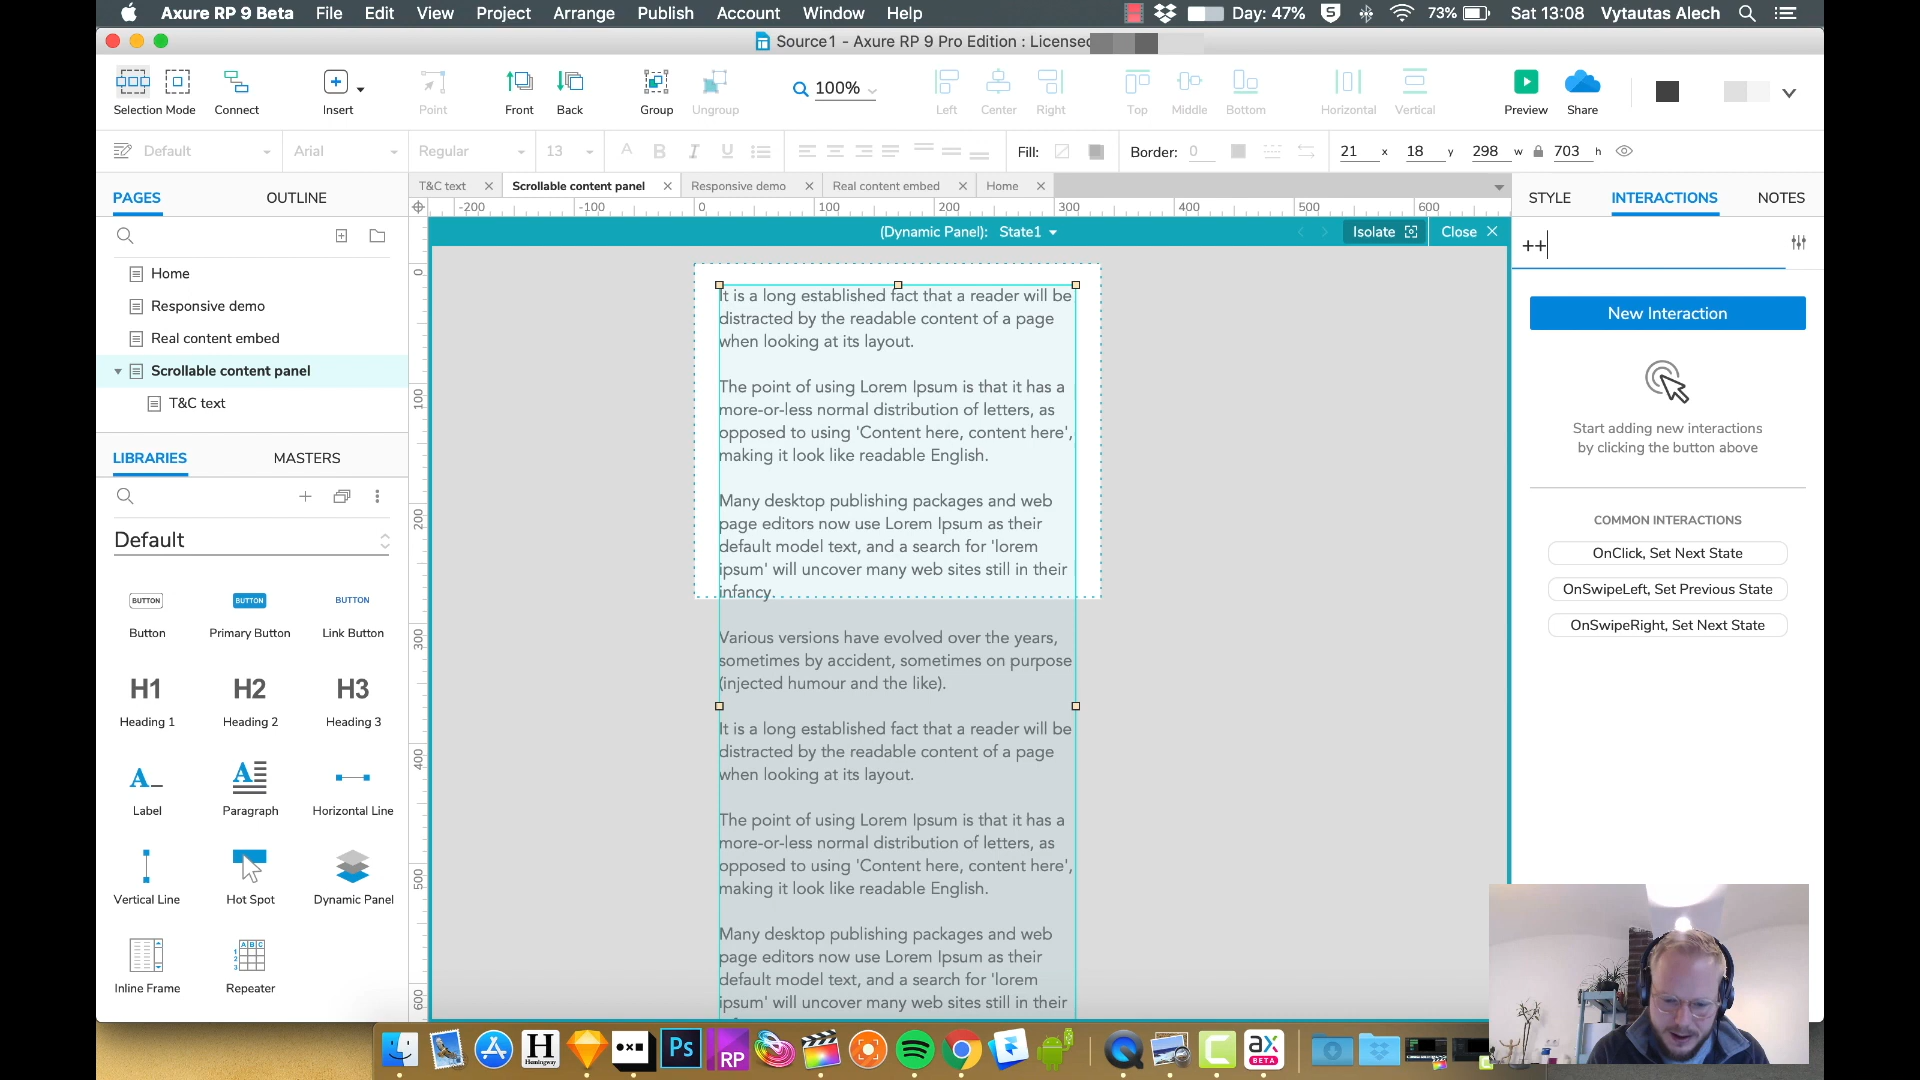 Axure RP 9 Beta File Edit View Project Arrange Publish Account Window Help Day: 47% S 73% Sat 13:08 Vytautas Alech
Source1 - Axure RP 9 Pro Edition : Licensed
100%
Selection Mode Connect Insert Point Front Back Group Ungroup Left Center Right Top Middle Bottom Horizontal Vertical Preview Share
Default Arial Regular 13 A B I U Fill: Border: 0 21 x 18 y 298 w 703 h
PAGES OUTLINE
T&C text Scrollable content panel Responsive demo Real content embed Home
STYLE INTERACTIONS NOTES
-200 -100 0 100 200 300 400 500 600
(Dynamic Panel): State1 Isolate Close
++
Home
Responsive demo
Real content embed
Scrollable content panel
T&C text
LIBRARIES MASTERS
Default
BUTTON BUTTON BUTTON
Button Primary Button Link Button
H1 H2 H3
Heading 1 Heading 2 Heading 3
A_ A
Label Paragraph Horizontal Line
Vertical Line Hot Spot Dynamic Panel
A B C
1
2
3
Inline Frame Repeater
0
100
200
300
400
500
600
It is a long established fact that a reader will be
distracted by the readable content of a page
when looking at its layout.
The point of using Lorem Ipsum is that it has a
more-or-less normal distribution of letters, as
opposed to using 'Content here, content here',
making it look like readable English.
Many desktop publishing packages and web
page editors now use Lorem Ipsum as their
default model text, and a search for 'lorem
ipsum' will uncover many web sites still in their
infancy.
Various versions have evolved over the years,
sometimes by accident, sometimes on purpose
(injected humour and the like).
It is a long established fact that a reader will be
distracted by the readable content of a page
when looking at its layout.
The point of using Lorem Ipsum is that it has a
more-or-less normal distribution of letters, as
opposed to using 'Content here, content here',
making it look like readable English.
Many desktop publishing packages and web
page editors now use Lorem Ipsum as their
default model text, and a search for 'lorem
ipsum' will uncover many web sites still in their
New Interaction
Start adding new interactions
by clicking the button above
COMMON INTERACTIONS
OnClick, Set Next State
OnSwipeLeft, Set Previous State
OnSwipeRight, Set Next State
H
Hemingway
Ps
RP
ax
BETA